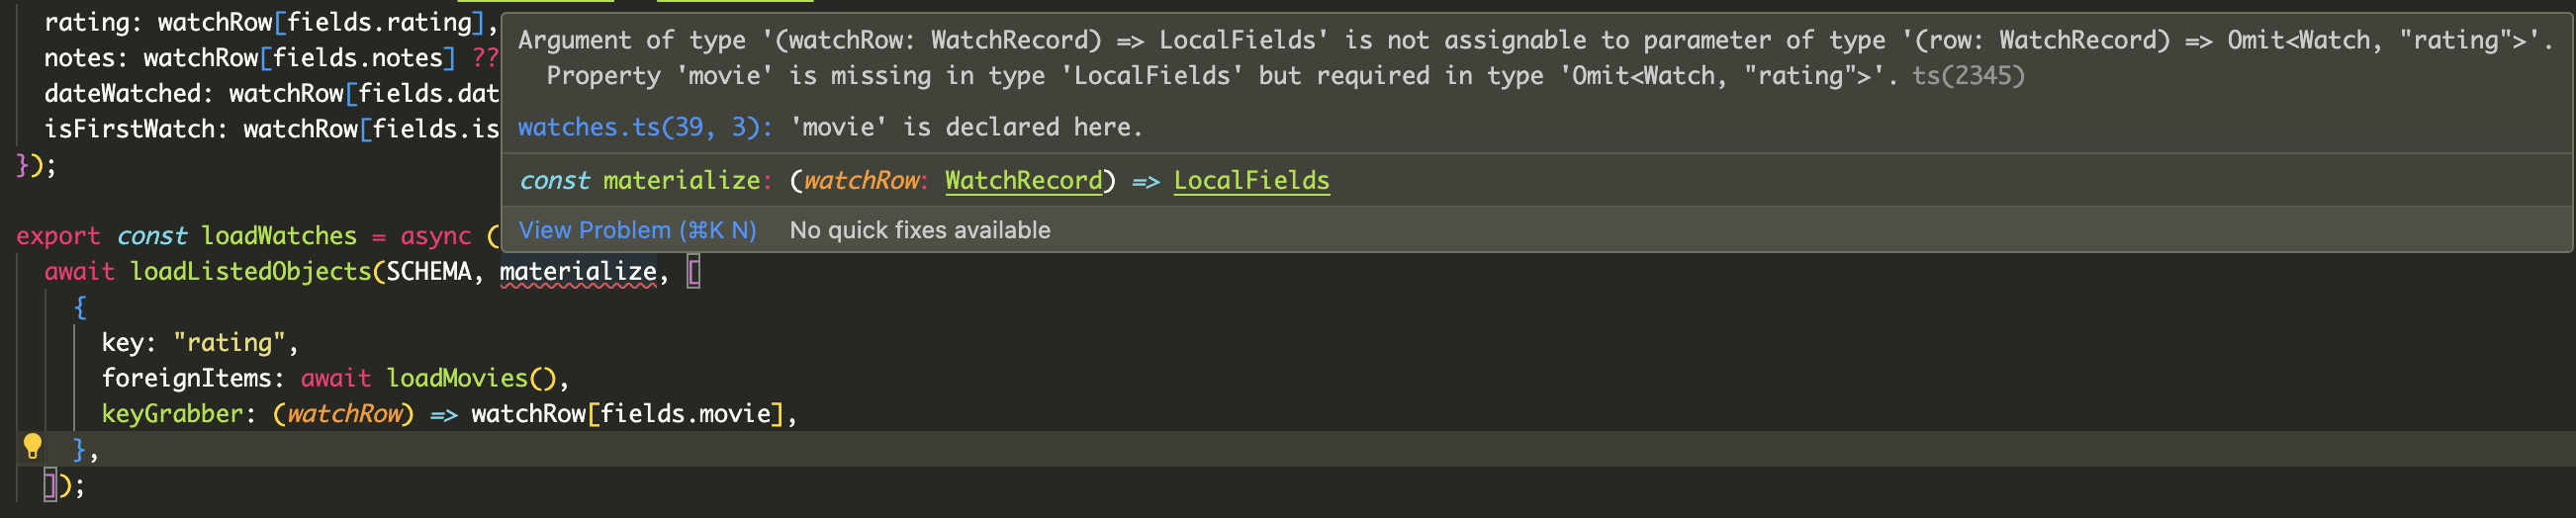 rating: watchRow[fields.rating],
notes: watchRow[fields.notes] ??
dateWatched: watchRow[fields.dat
isFirstWatch: watchRow[fields.is
});
Argument of type '(watchRow: WatchRecord) => LocalFields' is not assignable to parameter of type '(row: WatchRecord) => Omit<Watch, "rating">'.
Property 'movie' is missing in type 'LocalFields' but required in type 'Omit<Watch, "rating">'. ts(2345)
watches.ts(39, 3): 'movie' is declared here.
const materialize: (watchRow: WatchRecord) => LocalFields
View Problem (⌘K N) No quick fixes available
export const loadWatches = async (
await loadListedObjects(SCHEMA, materialize, [
{
key: "rating",
foreignItems: await loadMovies(),
keyGrabber: (watchRow) => watchRow[fields.movie],
},
]);